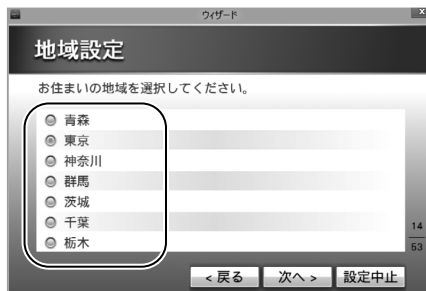 ウィザード
x
地域設定
お住まいの地域を選択してください。
青森
東京
神奈川
群馬
茨城
千葉
栃木
14
53
< 戻る
次へ >
設定中止